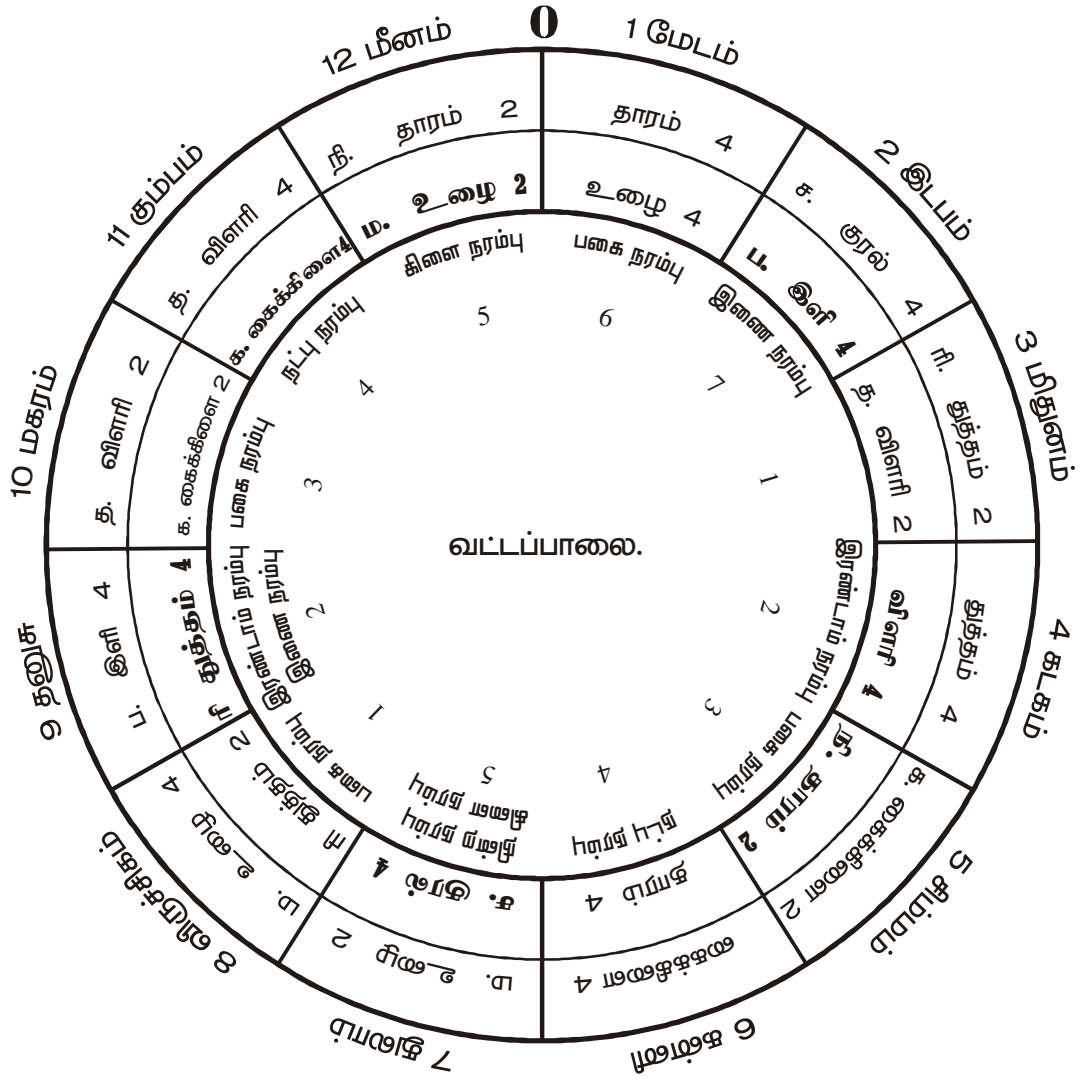 0
1 மேடம்
2 இடபம்
3 மிதுனம்
4 கடகம்
5 சிம்மம்
6 கன்னி
7 துலாம்
8 விருச்சிகம்
9 தனுசு
10 மகரம்
11 கும்பம்
12 மீனம்
தாரம் 4
ச. குரல் 4
ரி. துத்தம் 2
துத்தம் 4
க. கைக்கிளை 2
கைக்கிளை 4
ம. உழை 2
ம. உழை 4
ப. இளி 4
த. விளரி 2
த. விளரி 4
நி. தாரம் 2
உழை 4
ப. இளி 4
த. விளரி 2
விளரி 4
நி. தாரம் 2
தாரம் 4
ச. குரல் 4
ரி துத்தம் 2
ரி துத்தம் 4
க. கைக்கிளை 2
க. கைக்கிளை 4
ம. உழை 2
பகை நரம்பு
6
இணை நரம்பு
7
1
இரண்டாம் நரம்பு
2
பகை நரம்பு
3
நட்பு நரம்பு
4
நின்ற நரம்பு
கிளை நரம்பு
5
பகை நரம்பு
1
இரண்டாம் நரம்பு
இணை நரம்பு
2
பகை நரம்பு
3
நட்பு நரம்பு
4
கிளை நரம்பு
5
வட்டப்பாலை.